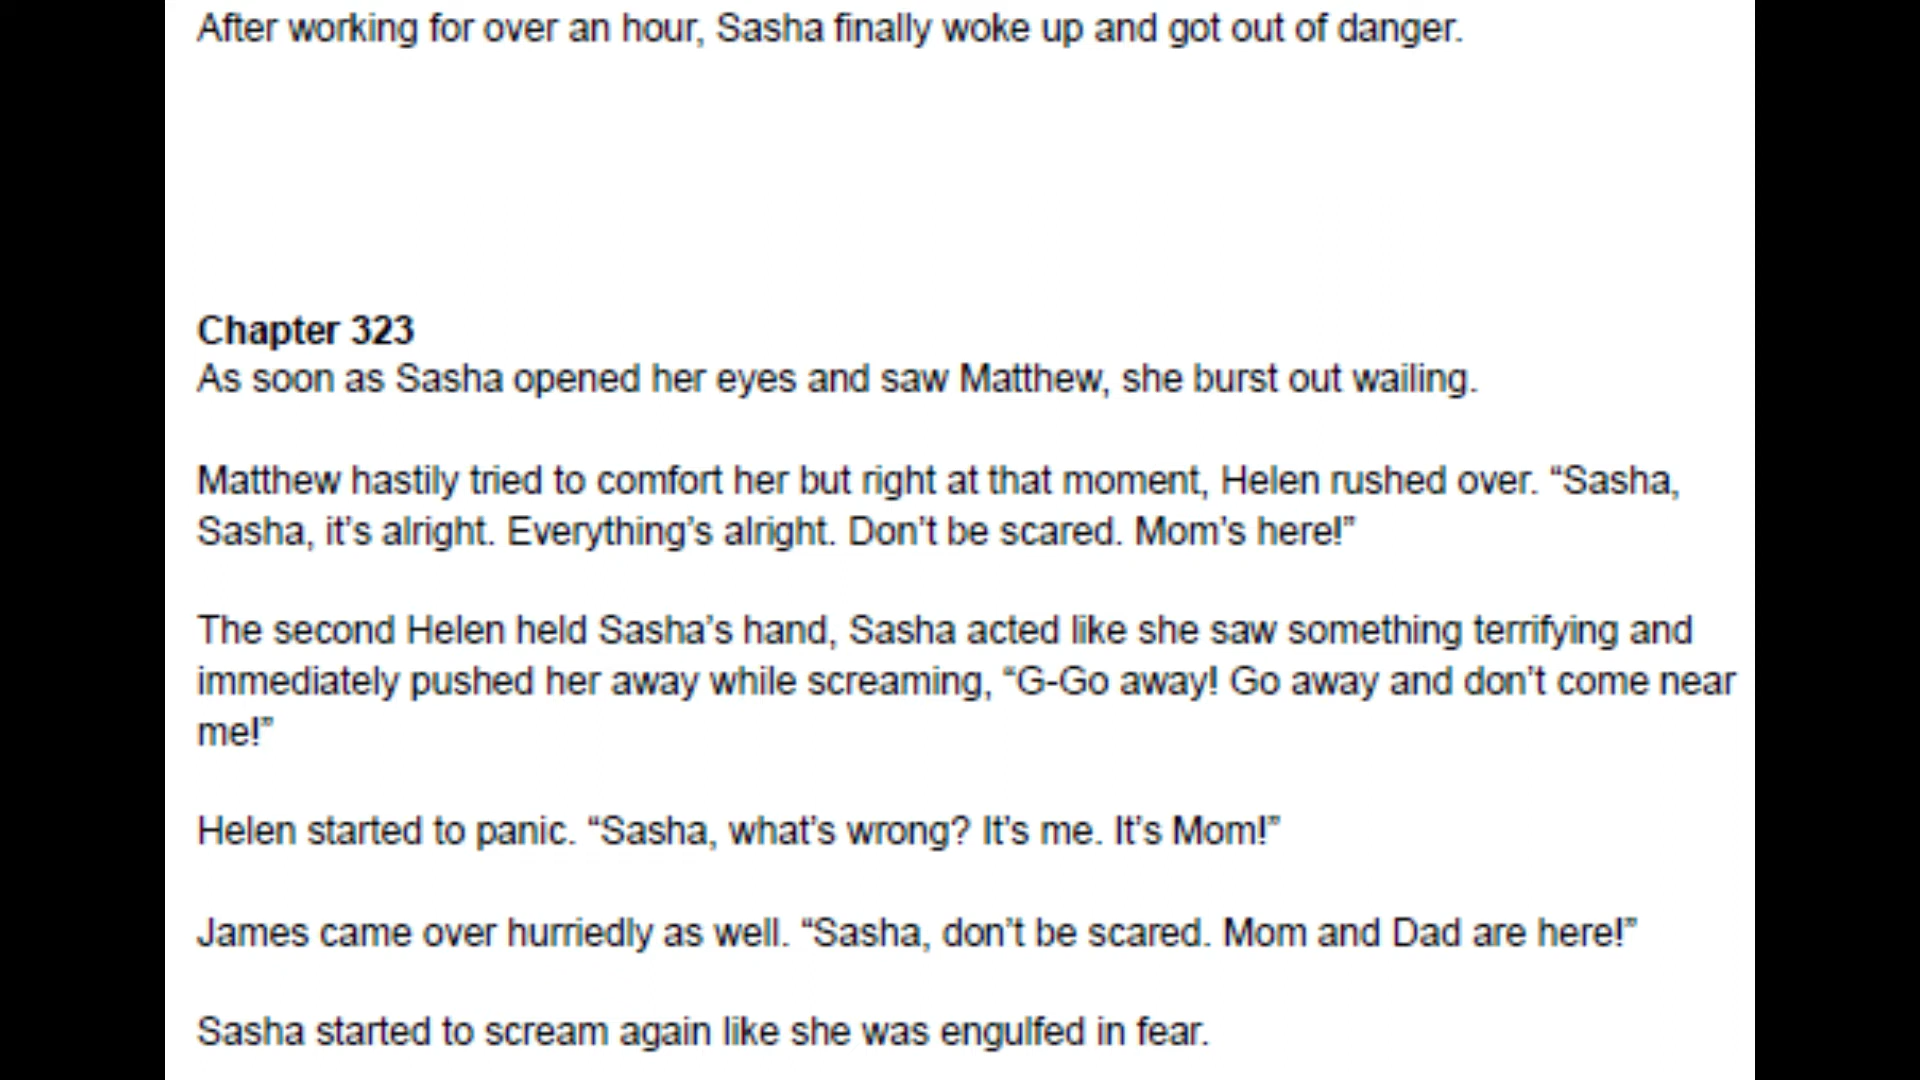 After working for over an hour, Sasha finally woke up and got out of danger.
Chapter 323
As soon as Sasha opened her eyes and saw Matthew, she burst out wailing.
Matthew hastily tried to comfort her but right at that moment, Helen rushed over. “Sasha,
Sasha, it’s alright. Everything’s alright. Don’t be scared. Mom’s here!”
The second Helen held Sasha’s hand, Sasha acted like she saw something terrifying and
immediately pushed her away while screaming, “G-Go away! Go away and don’t come near
me!”
Helen started to panic. “Sasha, what’s wrong? It’s me. It’s Mom!”
James came over hurriedly as well. “Sasha, don’t be scared. Mom and Dad are here!”
Sasha started to scream again like she was engulfed in fear.